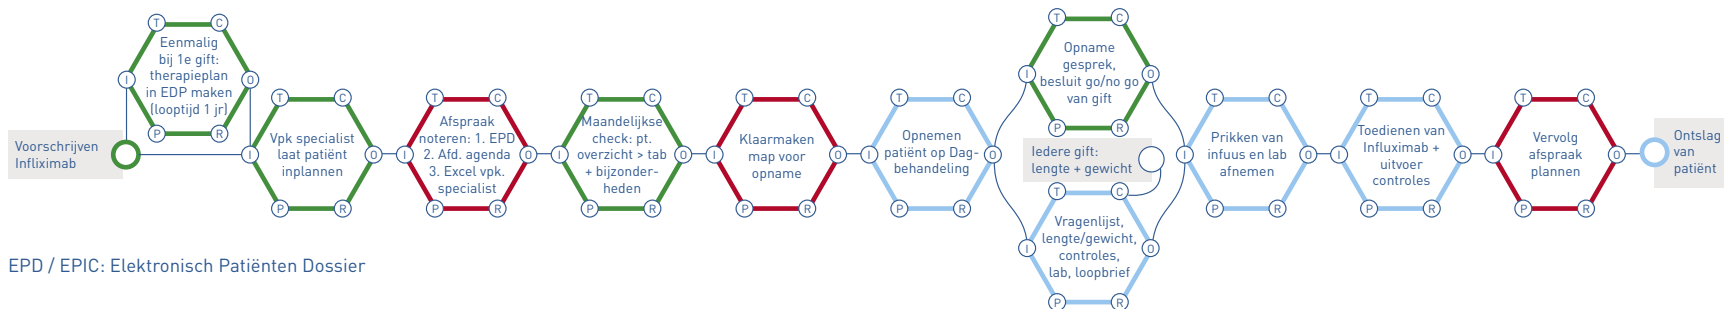 Voorschrijven
Infliximab
T C
Eenmalig
bij 1e gift:
therapieplan
in EDP maken
(looptijd 1 jr)
I O
P R
T C
Vpk specialist
laat patiënt
inplannen
I O
P R
T C
Afspraak
noteren: 1. EPD
2. Afd. agenda
3. Excel vpk.
specialist
I O
P R
T C
Maandelijkse
check: pt.
overzicht > tab
+ bijzonder-
heden
I O
P R
T C
Klaarmaken
map voor
opname
I O
P R
T C
Opnemen
patiënt op Dag-
behandeling
I O
P R
T C
Opname
gesprek,
besluit go/no go
van gift
I O
P R
Iedere gift:
lengte + gewicht
T C
Vragenlijst,
lengte/gewicht,
controles,
lab, loopbrief
I O
P R
T C
Prikken van
infuus en lab
afnemen
I O
P R
T C
Toedienen van
Influximab +
uitvoer
controles
I O
P R
T C
Vervolg
afspraak
plannen
I O
P R
Ontslag
van
patiënt
EPD / EPIC: Elektronisch Patiënten Dossier